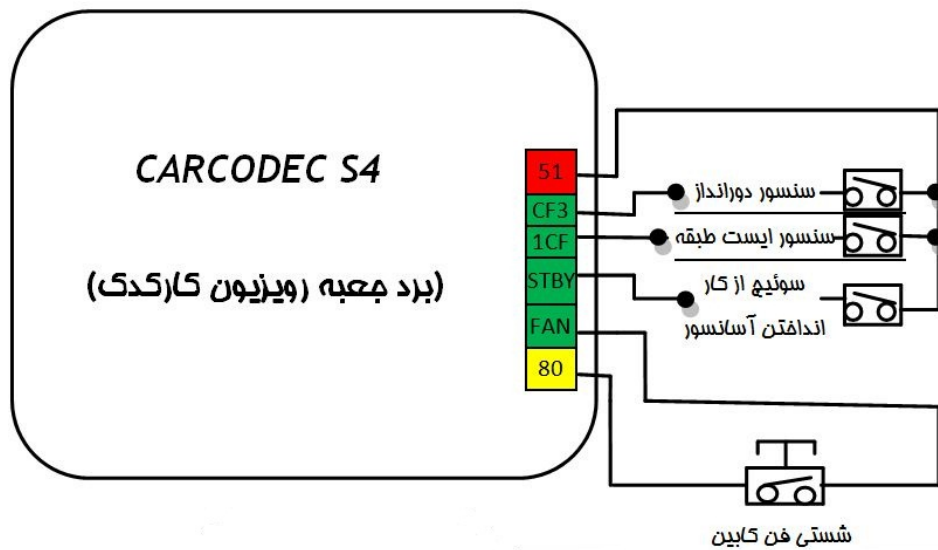 CARCODEC S4
(برد جعبه رویزیون کارکدک)
51
CF3
1CF
STBY
FAN
80
سنسور دورانداز
سنسور ایست طبقه
سوئیچ از کار
انداختن آسانسور
شستی فن کابین